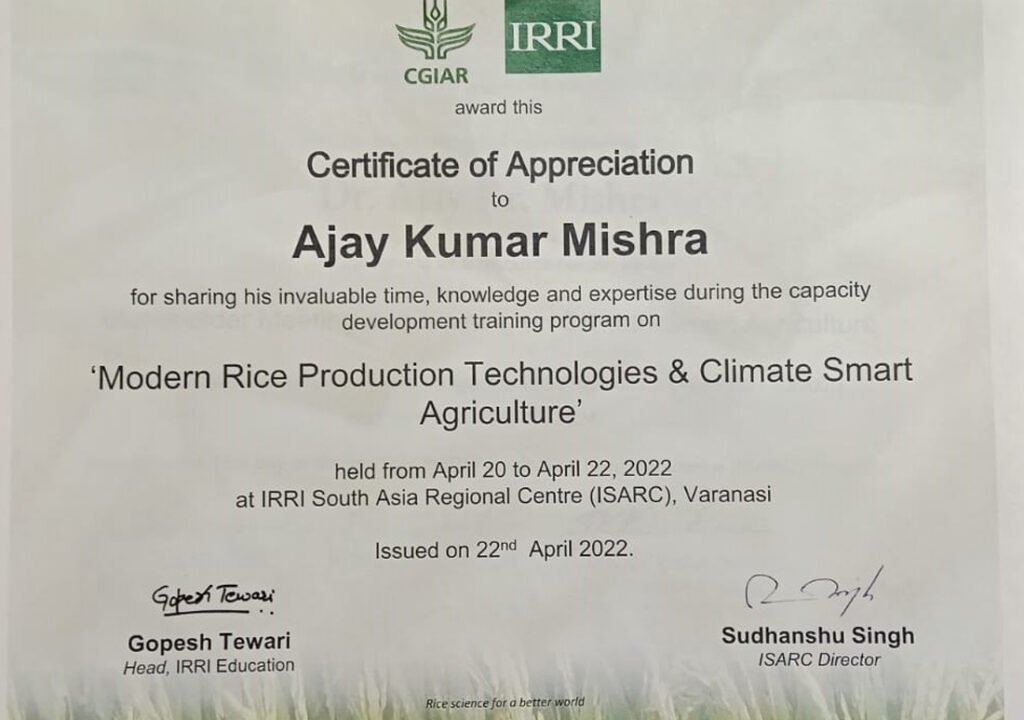 CGIAR
IRRI
award this
Certificate of Appreciation
to
Ajay Kumar Mishra
for sharing his invaluable time, knowledge and expertise during the capacity
development training program on
‘Modern Rice Production Technologies & Climate Smart
Agriculture’
held from April 20 to April 22, 2022
at IRRI South Asia Regional Centre (ISARC), Varanasi
Issued on 22nd April 2022.
Gopesh Tewari
Gopesh Tewari
Head, IRRI Education
Sudhanshu Singh
ISARC Director
Rice science for a better world